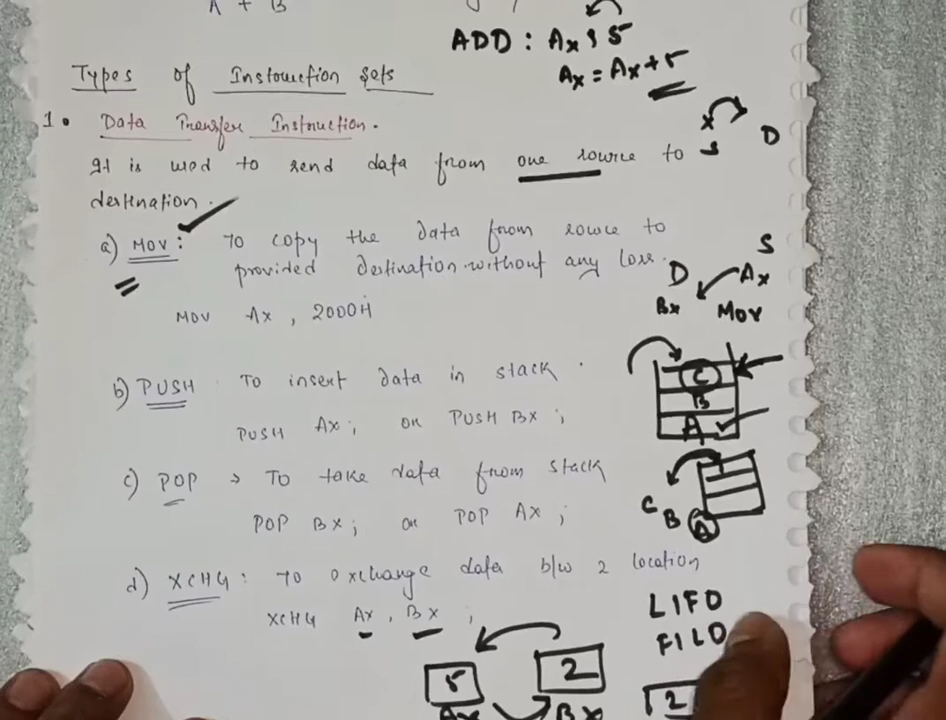 A + B
ADD : Ax , 5
Ax = Ax + 5
Types of Instruction sets
1. Data Transfer Instruction.
It is used to send data from one source to
S D
destination.
a) MOV : To copy the data from source to
provided destination without any loss.
S
D Ax
Bx MOV
MOV Ax , 2000H
b) PUSH To insert data in stack .
PUSH Ax ; or PUSH Bx ;
C
B
A
c) POP → To take data from stack
POP Bx ; or POP Ax ;
C B A
d) XCHG : To exchange data b/w 2 location
XCHG Ax , Bx ;
LIFO
FILO
5 2 2
Ax Bx